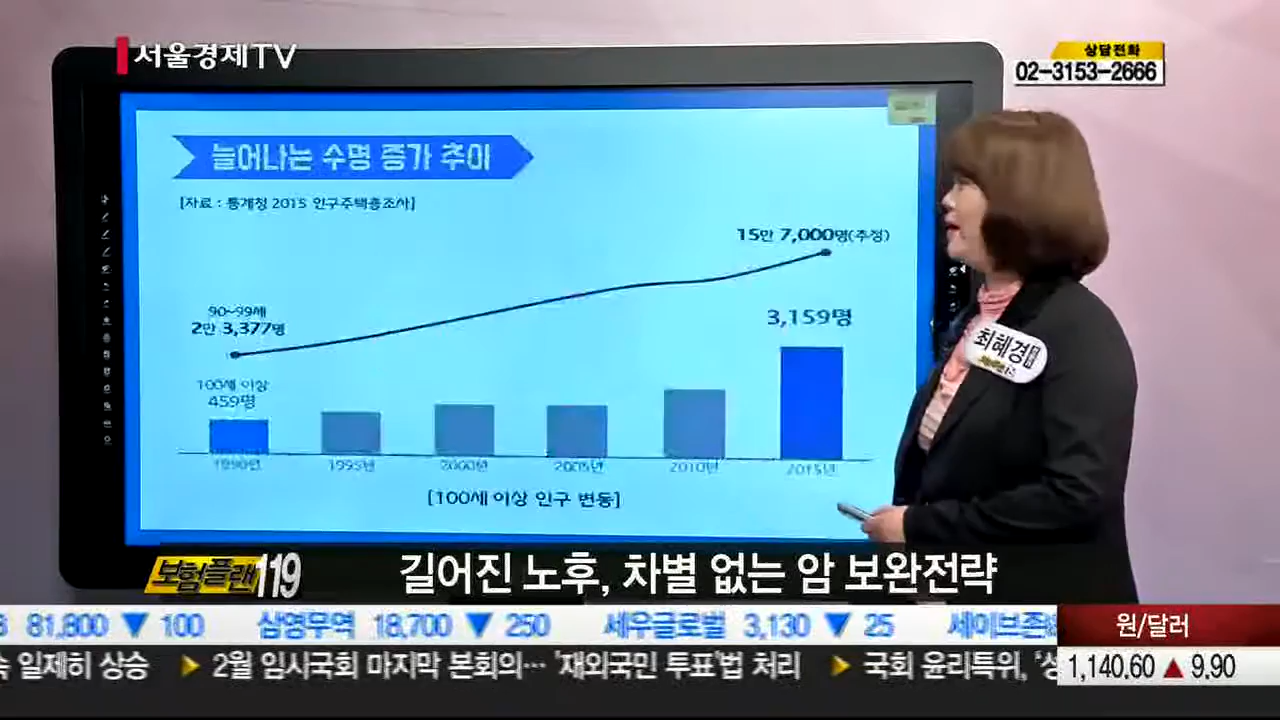 서울경제TV
상담전화
02-3153-2666
늘어나는 수명 증가 추이
[자료 : 통계청 2015 인구주택총조사]
15만 7,000명(추정)
90~99세
2만 3,377명
3,159명
100세 이상
459명
1990년 1995년 2000년 2005년 2010년 2015년
[100세 이상 인구 변동]
최혜경
보험플랜119
길어진 노후, 차별 없는 암 보완전략
81,800 ▼ 100 삼영무역 18,700 ▼ 250 세우글로벌 3,130 ▼ 25 세이브존
원/달러
일제히 상승 ▶ 2월 임시국회 마지막 본회의… '재외국민 투표'법 처리 ▶ 국회 윤리특위,
1,140.60 ▲ 9.90